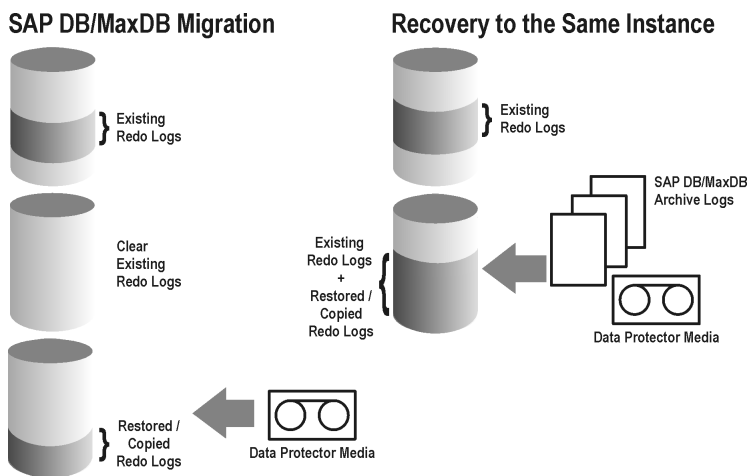 SAP DB/MaxDB Migration
Existing
Redo Logs
Clear
Existing
Redo Logs
Restored /
Copied
Redo Logs
Data Protector Media
Recovery to the Same Instance
Existing
Redo Logs
SAP DB/MaxDB
Archive Logs
Existing
Redo Logs
+
Restored /
Copied
Redo Logs
Data Protector Media